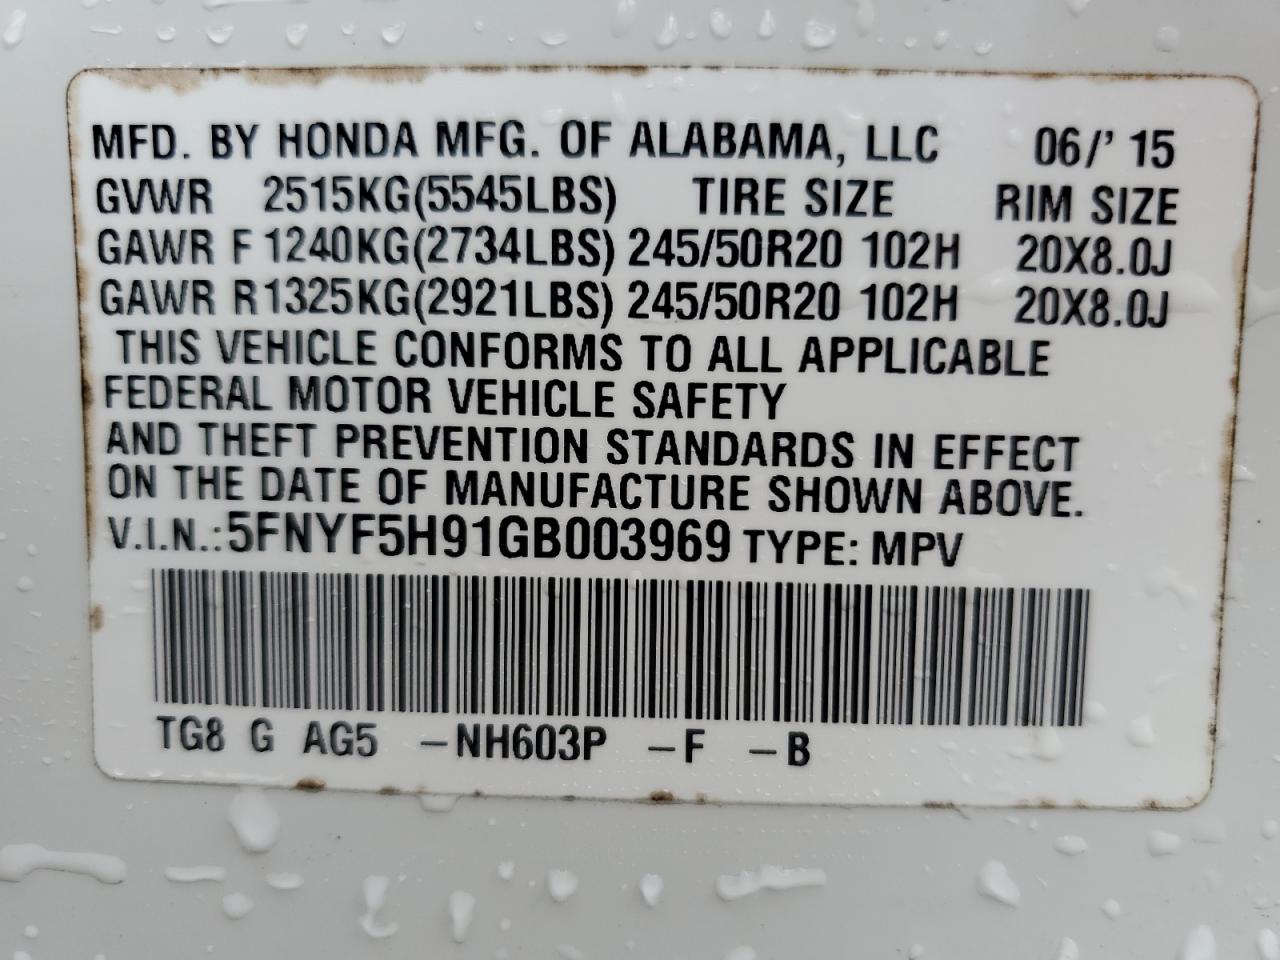 MFD. BY HONDA MFG. OF ALABAMA, LLC 06/' 15
GVWR 2515KG(5545LBS) TIRE SIZE RIM SIZE
GAWR F 1240KG(2734LBS) 245/50R20 102H 20X8.0J
GAWR R 1325KG(2921LBS) 245/50R20 102H 20X8.0J
THIS VEHICLE CONFORMS TO ALL APPLICABLE
FEDERAL MOTOR VEHICLE SAFETY
AND THEFT PREVENTION STANDARDS IN EFFECT
ON THE DATE OF MANUFACTURE SHOWN ABOVE.
V.I.N.:5FNYF5H91GB003969 TYPE: MPV
TG8 G AG5 –NH603P –F –B